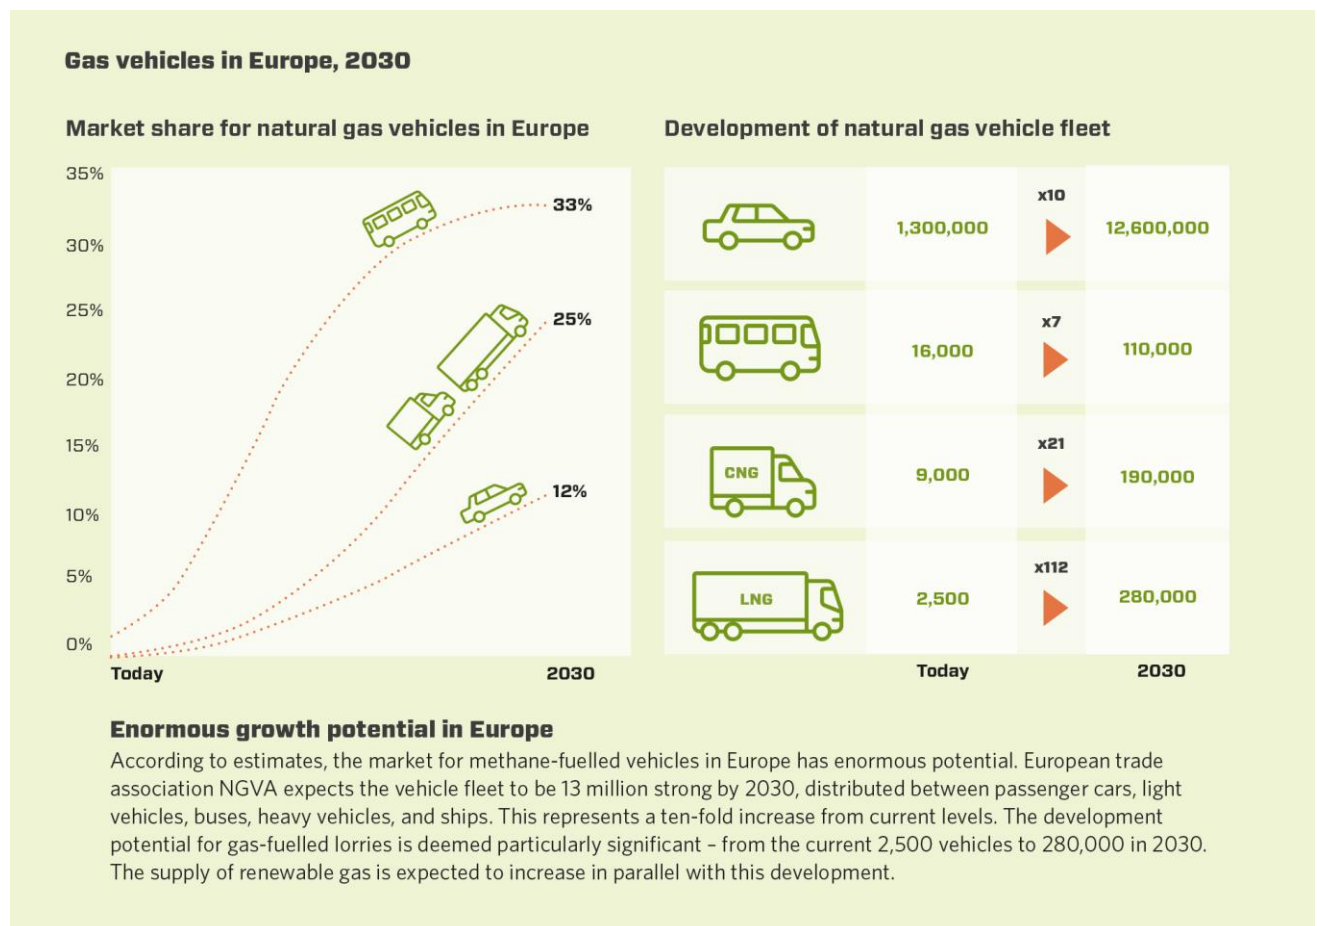 Gas vehicles in Europe, 2030
Market share for natural gas vehicles in Europe
35%
30%
25%
20%
15%
10%
5%
0%
33%
25%
12%
Today
2030
Development of natural gas vehicle fleet
1,300,000
x10
12,600,000
16,000
x7
110,000
CNG
9,000
x21
190,000
LNG
2,500
x112
280,000
Today
2030
Enormous growth potential in Europe
According to estimates, the market for methane-fuelled vehicles in Europe has enormous potential. European trade
association NGVA expects the vehicle fleet to be 13 million strong by 2030, distributed between passenger cars, light
vehicles, buses, heavy vehicles, and ships. This represents a ten-fold increase from current levels. The development
potential for gas-fuelled lorries is deemed particularly significant – from the current 2,500 vehicles to 280,000 in 2030.
The supply of renewable gas is expected to increase in parallel with this development.